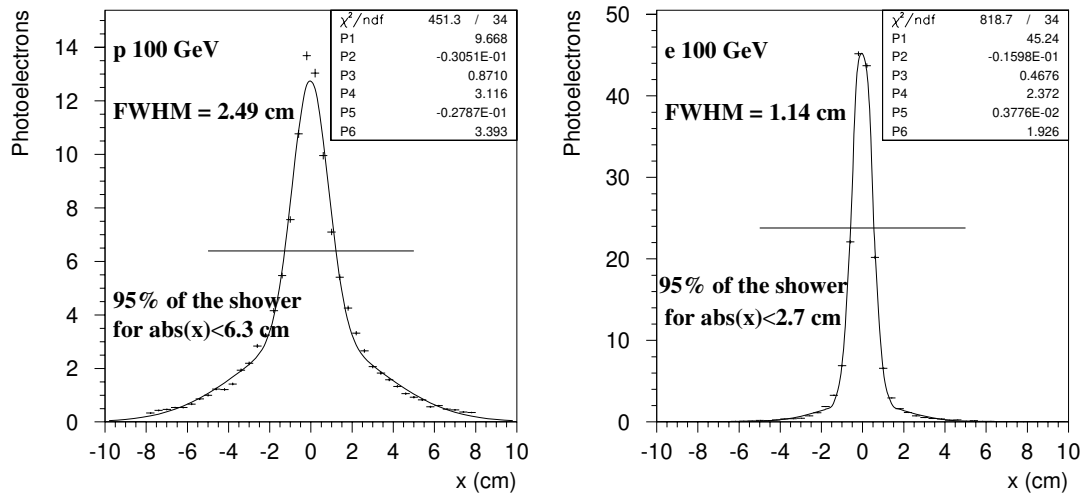 Photoelectrons
p 100 GeV
FWHM = 2.49 cm
χ²/ndf 451.3 / 34
P1 9.668
P2 -0.3051E-01
P3 0.8710
P4 3.116
P5 -0.2787E-01
P6 3.393
95% of the shower
for abs(x)<6.3 cm
14
12
10
8
6
4
2
0
-10 -8 -6 -4 -2 0 2 4 6 8 10
x (cm)
Photoelectrons
e 100 GeV
FWHM = 1.14 cm
χ²/ndf 818.7 / 34
P1 45.24
P2 -0.1598E-01
P3 0.4676
P4 2.372
P5 0.3776E-02
P6 1.926
95% of the shower
for abs(x)<2.7 cm
50
40
30
20
10
0
-10 -8 -6 -4 -2 0 2 4 6 8 10
x (cm)